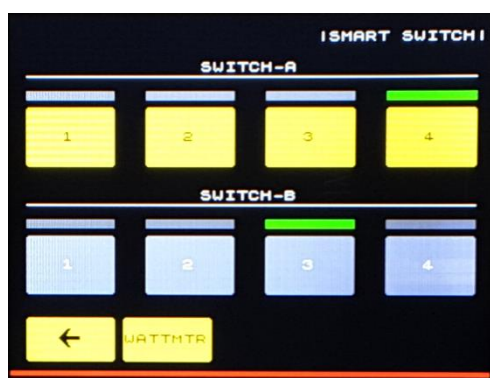 |SMART SWITCH|
SWITCH-A
1 2 3 4
SWITCH-B
1 2 3 4
← WATTMTR